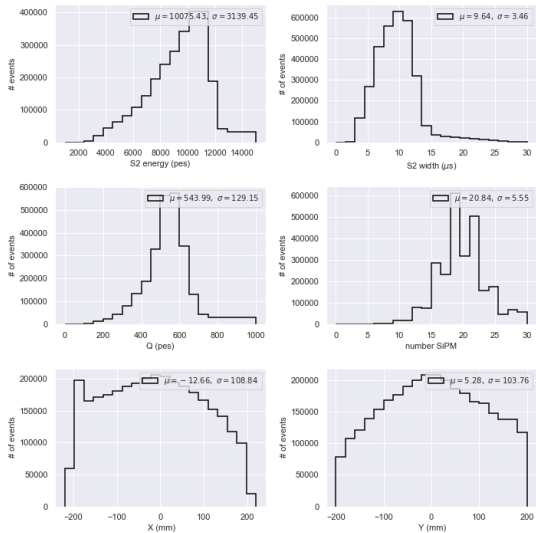 μ = 10075.43, σ = 3139.45
# of events
400000
300000
200000
100000
0
2000 4000 6000 8000 10000 12000 14000
S2 energy (pes)
μ = 9.64, σ = 3.46
# of events
600000
500000
400000
300000
200000
100000
0
0 5 10 15 20 25 30
S2 width (μs)
μ = 543.99, σ = 129.15
# of events
600000
500000
400000
300000
200000
100000
0
0 200 400 600 800 1000
Q (pes)
μ = 20.84, σ = 5.55
# of events
600000
500000
400000
300000
200000
100000
0
0 5 10 15 20 25 30
number SiPM
μ = −12.66, σ = 108.84
# of events
200000
150000
100000
50000
0
−200 −100 0 100 200
X (mm)
μ = 5.28, σ = 103.76
# of events
200000
150000
100000
50000
0
−200 −100 0 100 200
Y (mm)